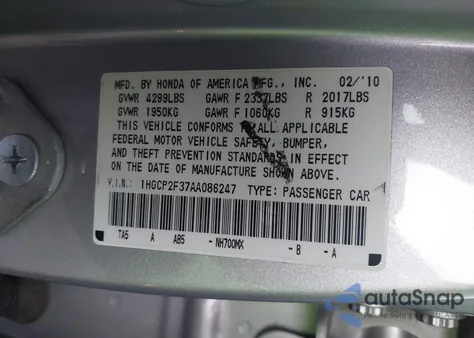 MFD. BY HONDA OF AMERICA MFG., INC. 02/'10
GVWR 4299LBS GAWR F 2337LBS R 2017LBS
GVWR 1950KG GAWR F 1060KG R 915KG
THIS VEHICLE CONFORMS TO ALL APPLICABLE
FEDERAL MOTOR VEHICLE SAFETY, BUMPER,
AND THEFT PREVENTION STANDARDS IN EFFECT
ON THE DATE OF MANUFACTURE SHOWN ABOVE.
V.I.N.: 1HGCP2F37AA086247 TYPE: PASSENGER CAR
TA5 A AB5 -NH700MX -B -A
autoSnap